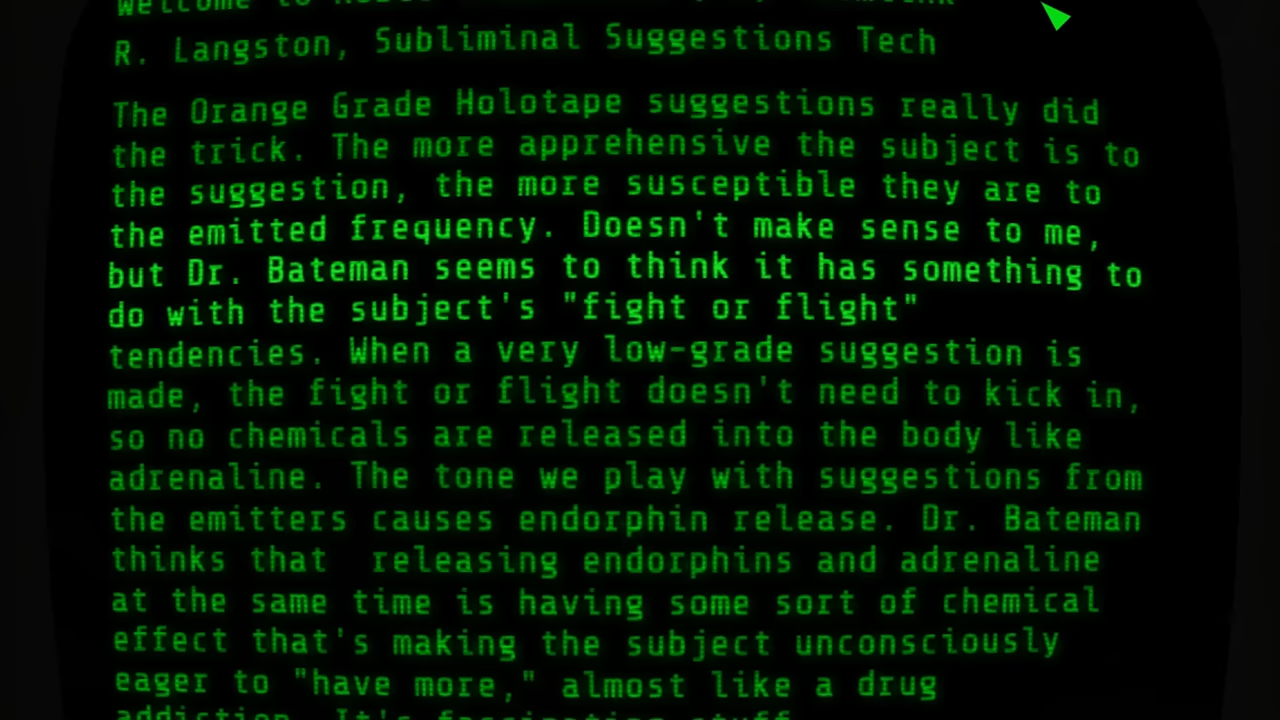 Welcome to
R. Langston, Subliminal Suggestions Tech
The Orange Grade Holotape suggestions really did
the trick. The more apprehensive the subject is to
the suggestion, the more susceptible they are to
the emitted frequency. Doesn't make sense to me,
but Dr. Bateman seems to think it has something to
do with the subject's "fight or flight"
tendencies. When a very low-grade suggestion is
made, the fight or flight doesn't need to kick in,
so no chemicals are released into the body like
adrenaline. The tone we play with suggestions from
the emitters causes endorphin release. Dr. Bateman
thinks that  releasing endorphins and adrenaline
at the same time is having some sort of chemical
effect that's making the subject unconsciously
eager to "have more," almost like a drug
addiction. It's fascinating stuff.